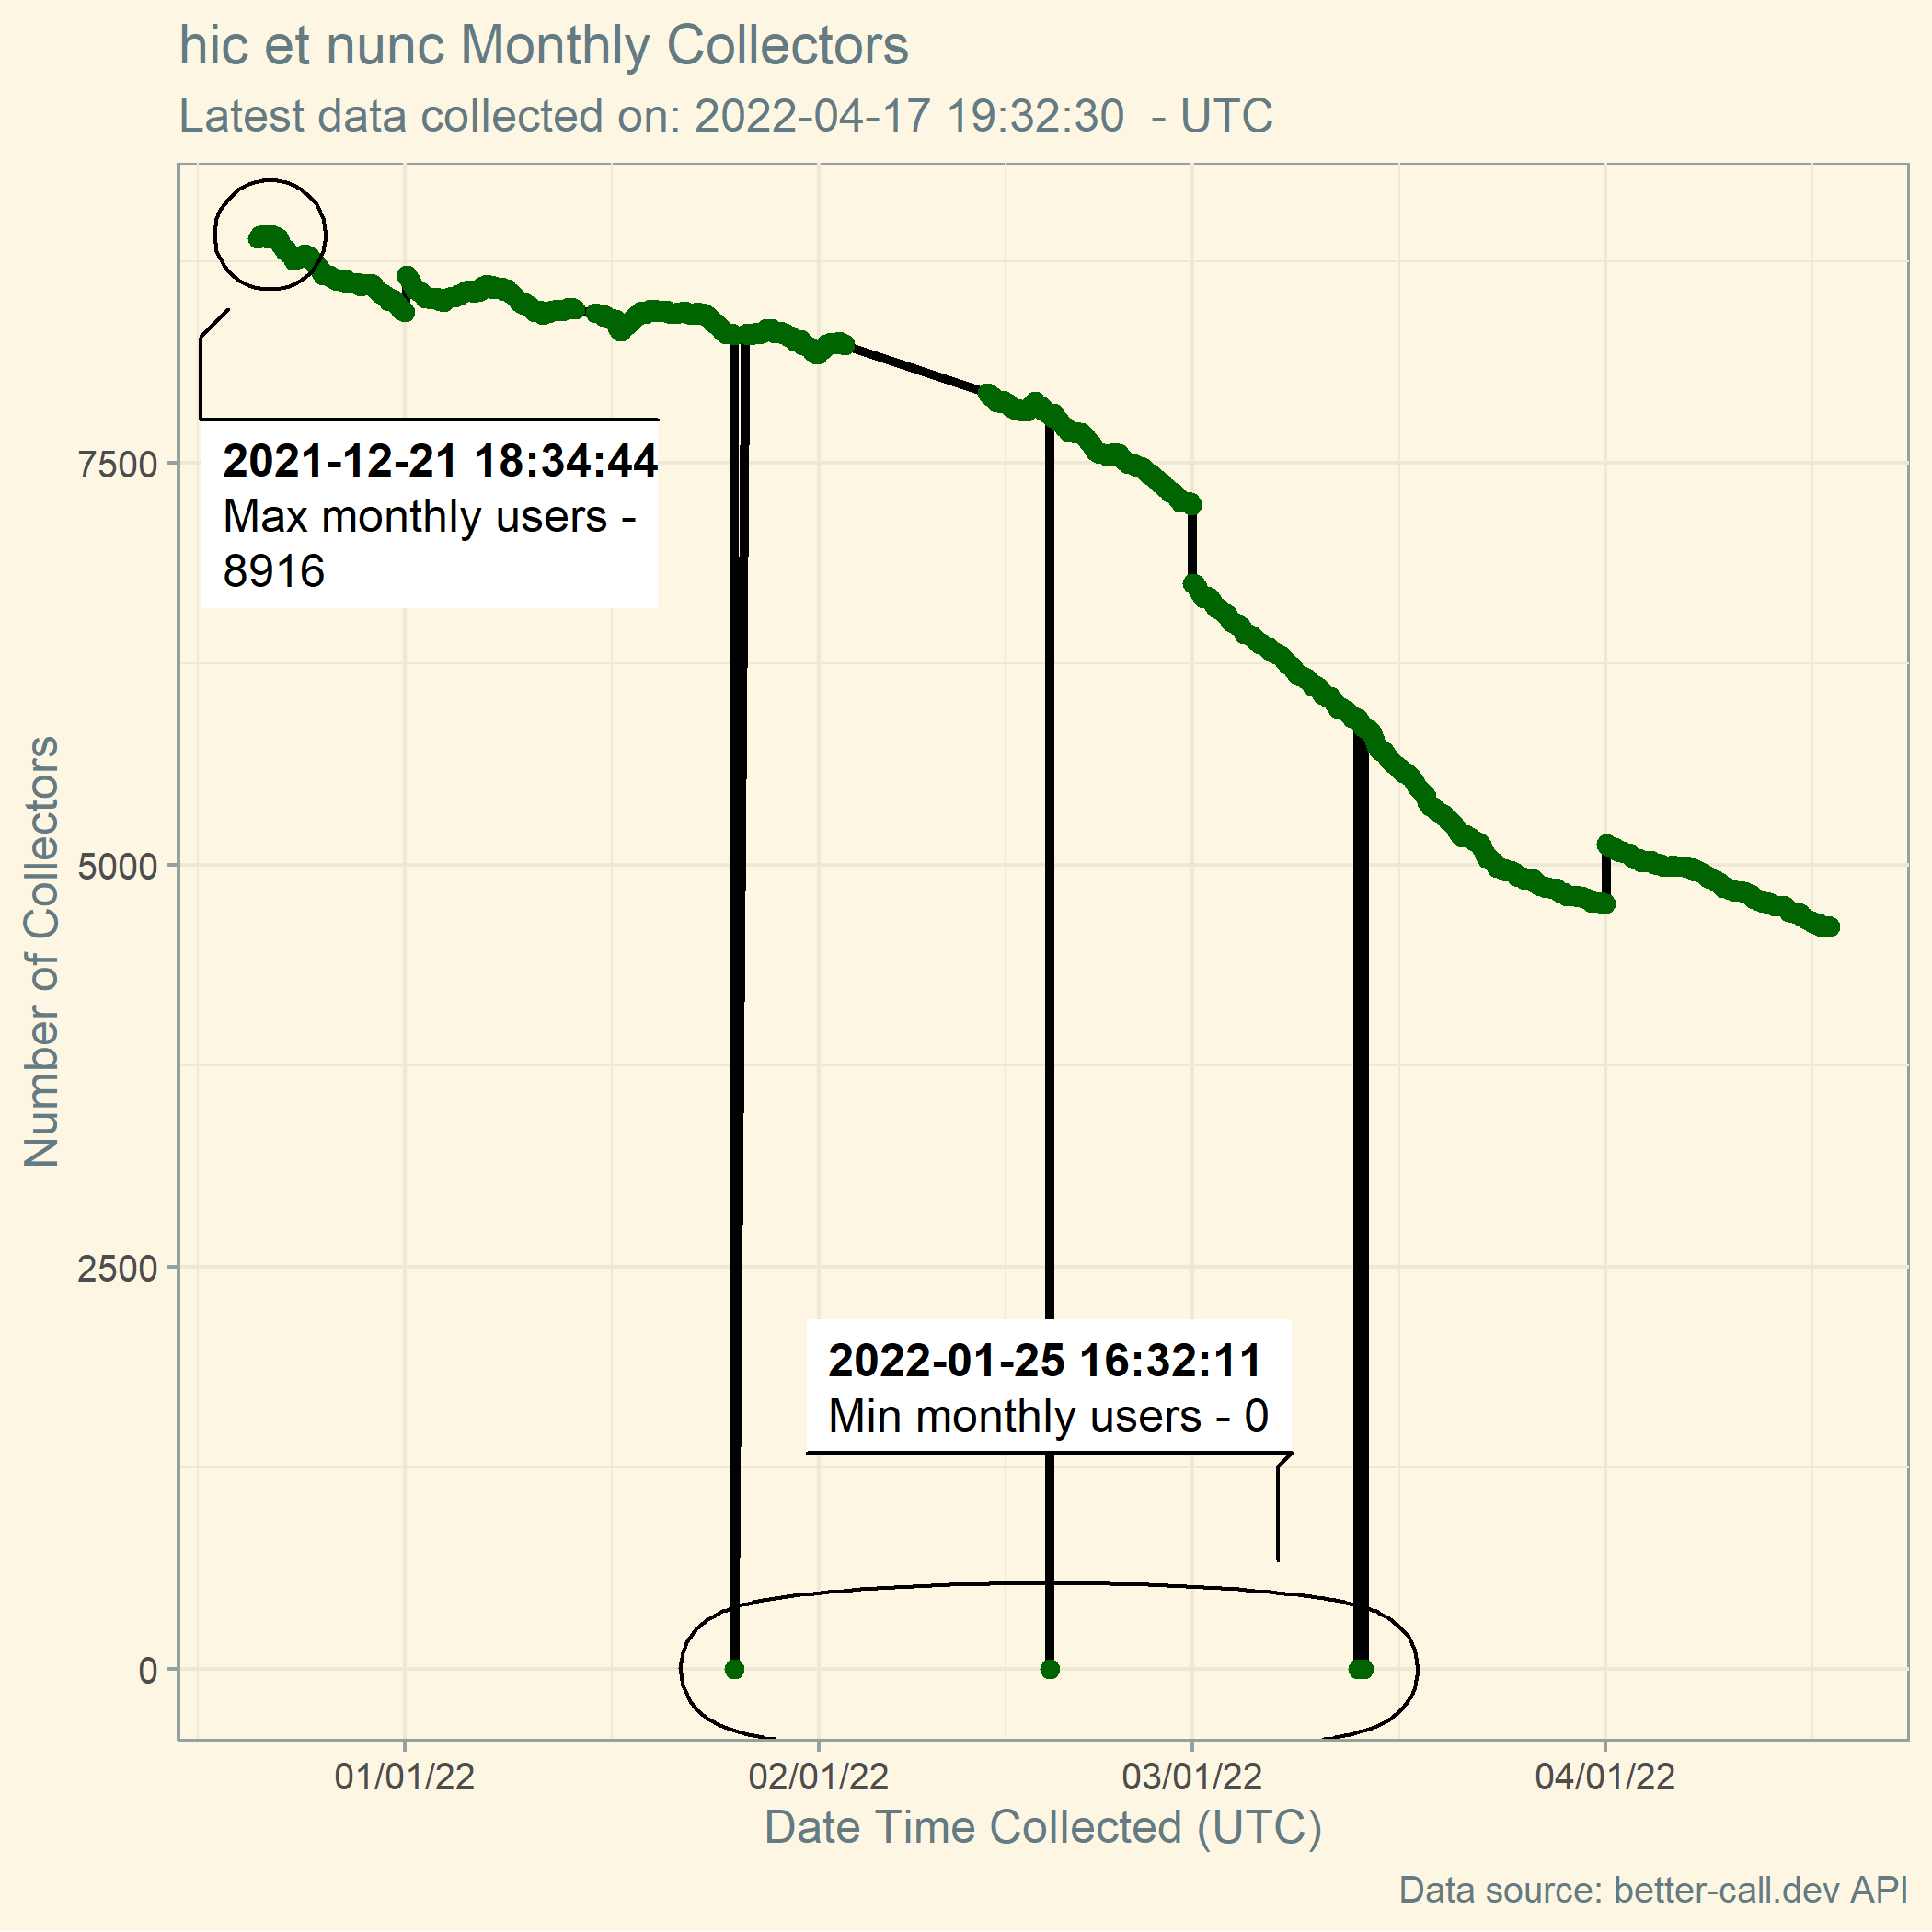 hic et nunc Monthly Collectors
Latest data collected on: 2022-04-17 19:32:30  - UTC
2021-12-21 18:34:44
Max monthly users -
8916
7500
5000
2500
0
Number of Collectors
2022-01-25 16:32:11
Min monthly users - 0
01/01/22
02/01/22
03/01/22
04/01/22
Date Time Collected (UTC)
Data source: better-call.dev API